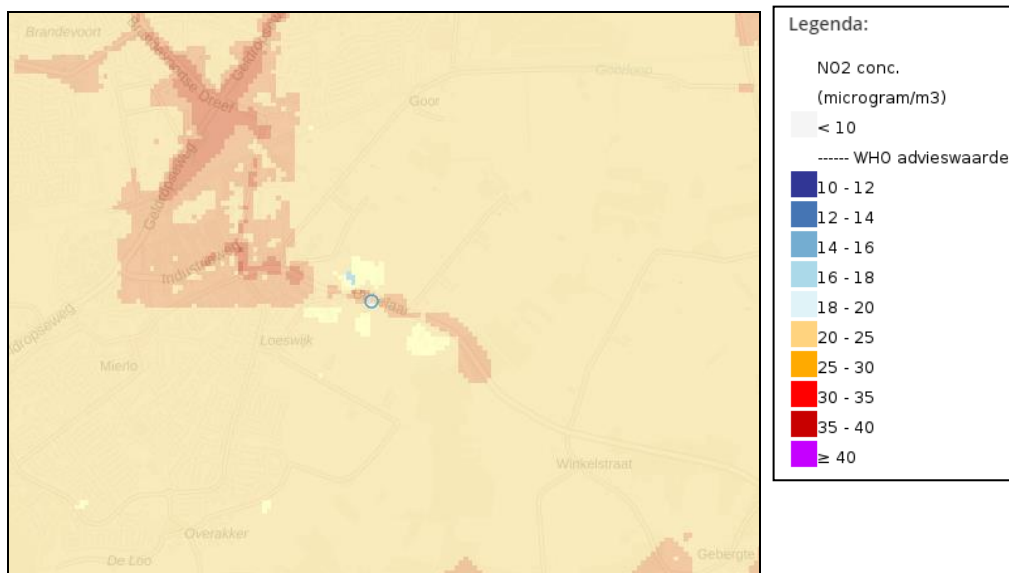 Brandevoort
Geldropseweg
Dreef
Goor
Geldropseweg
Industrieweg
Loeswijk
Mierlo
Winkelstraat
Overakker
De Loo
Gebergte
Legenda:
NO2 conc.
(microgram/m3)
< 10
------ WHO advieswaarde
10 - 12
12 - 14
14 - 16
16 - 18
18 - 20
20 - 25
25 - 30
30 - 35
35 - 40
≥ 40